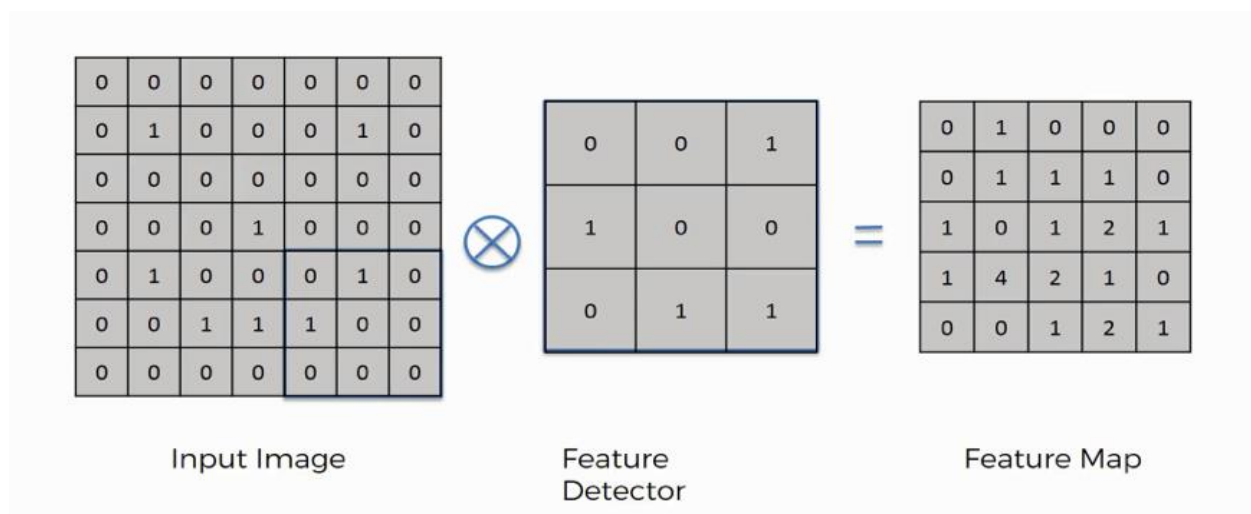 0 0 0 0 0 0 0
0 1 0 0 0 1 0
0 0 0 0 0 0 0
0 0 0 1 0 0 0
0 1 0 0 0 1 0
0 0 1 1 1 0 0
0 0 0 0 0 0 0
0 0 1
1 0 0
0 1 1
=
0 1 0 0 0
0 1 1 1 0
1 0 1 2 1
1 4 2 1 0
0 0 1 2 1
Input Image
Feature
Detector
Feature Map